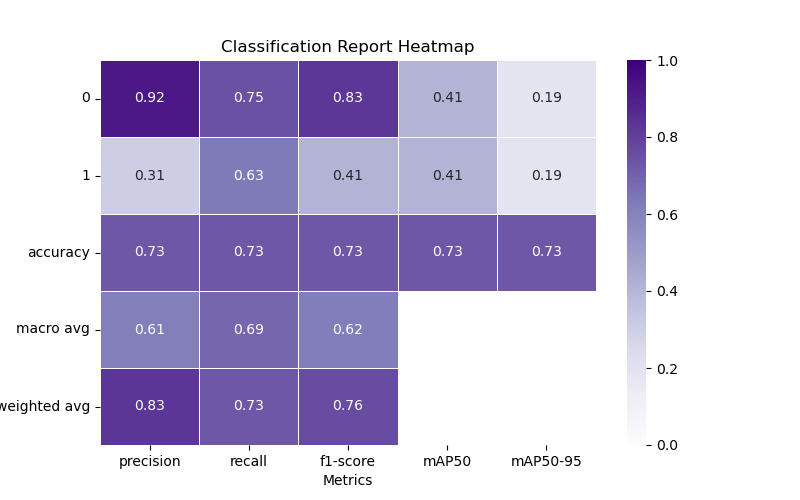 Classification Report Heatmap
0 0.92 0.75 0.83 0.41 0.19
1 0.31 0.63 0.41 0.41 0.19
accuracy 0.73 0.73 0.73 0.73 0.73
macro avg 0.61 0.69 0.62
weighted avg 0.83 0.73 0.76
precision recall f1-score mAP50 mAP50-95
Metrics
1.0
0.8
0.6
0.4
0.2
0.0